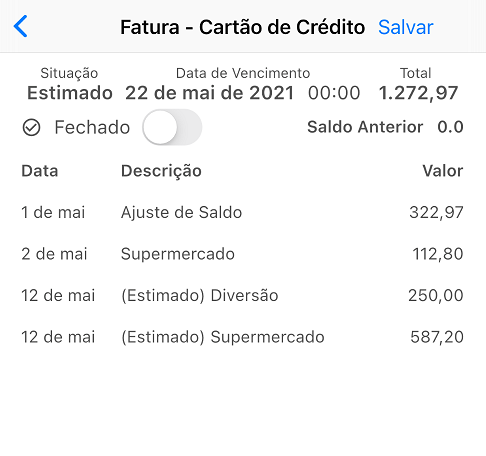 Fatura - Cartão de Crédito Salvar
Situação Data de Vencimento Total
Estimado 22 de mai de 2021 00:00 1.272,97
Fechado Saldo Anterior 0.0
Data Descrição Valor
1 de mai Ajuste de Saldo 322,97
2 de mai Supermercado 112,80
12 de mai (Estimado) Diversão 250,00
12 de mai (Estimado) Supermercado 587,20